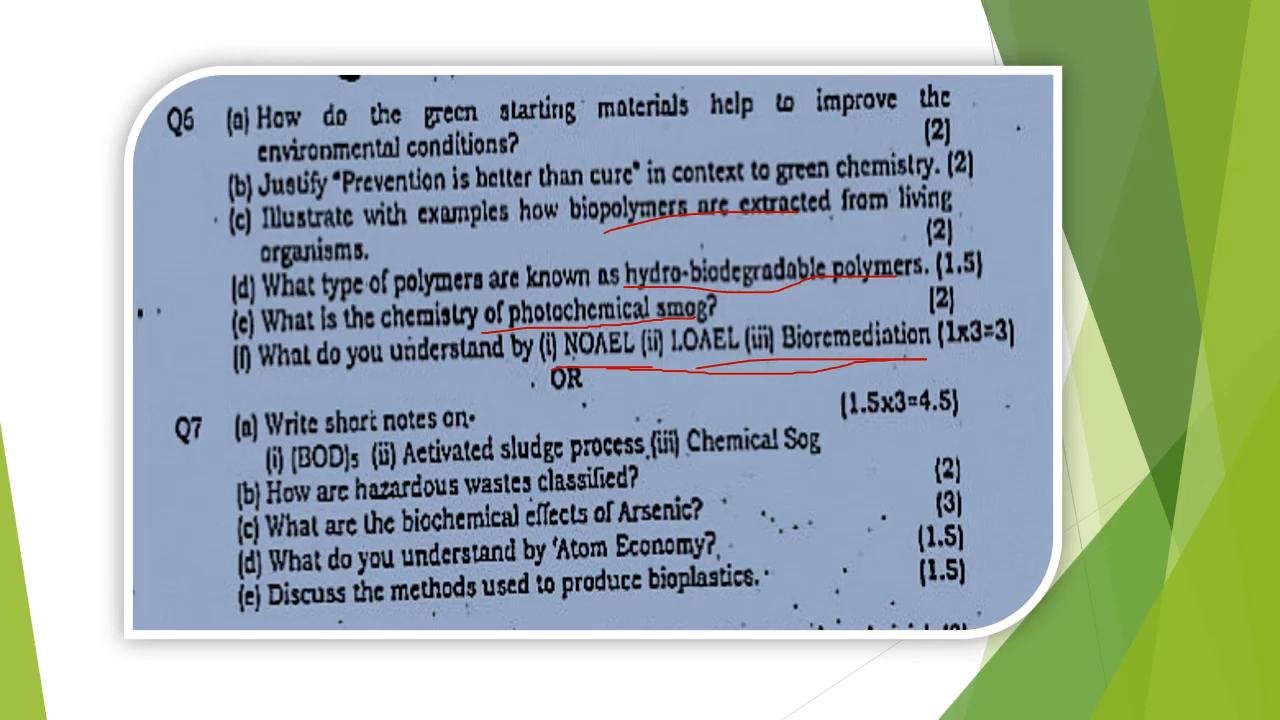 Q6 (a) How do the green starting materials help to improve the
environmental conditions? (2)
(b) Justify "Prevention is better than cure" in context to green chemistry. (2)
(c) Illustrate with examples how biopolymers are extracted from living
organisms. (2)
(d) What type of polymers are known as hydro-biodegradable polymers. (1.5)
(e) What is the chemistry of photochemical smog? (2)
(f) What do you understand by (i) NOAEL (ii) LOAEL (iii) Bioremediation (1x3=3)
OR
Q7 (a) Write short notes on- (1.5x3=4.5)
(i) (BOD)5 (ii) Activated sludge process (iii) Chemical Sog
(b) How are hazardous wastes classified? (2)
(c) What are the biochemical effects of Arsenic? (3)
(d) What do you understand by 'Atom Economy?, (1.5)
(e) Discuss the methods used to produce bioplastics. (1.5)